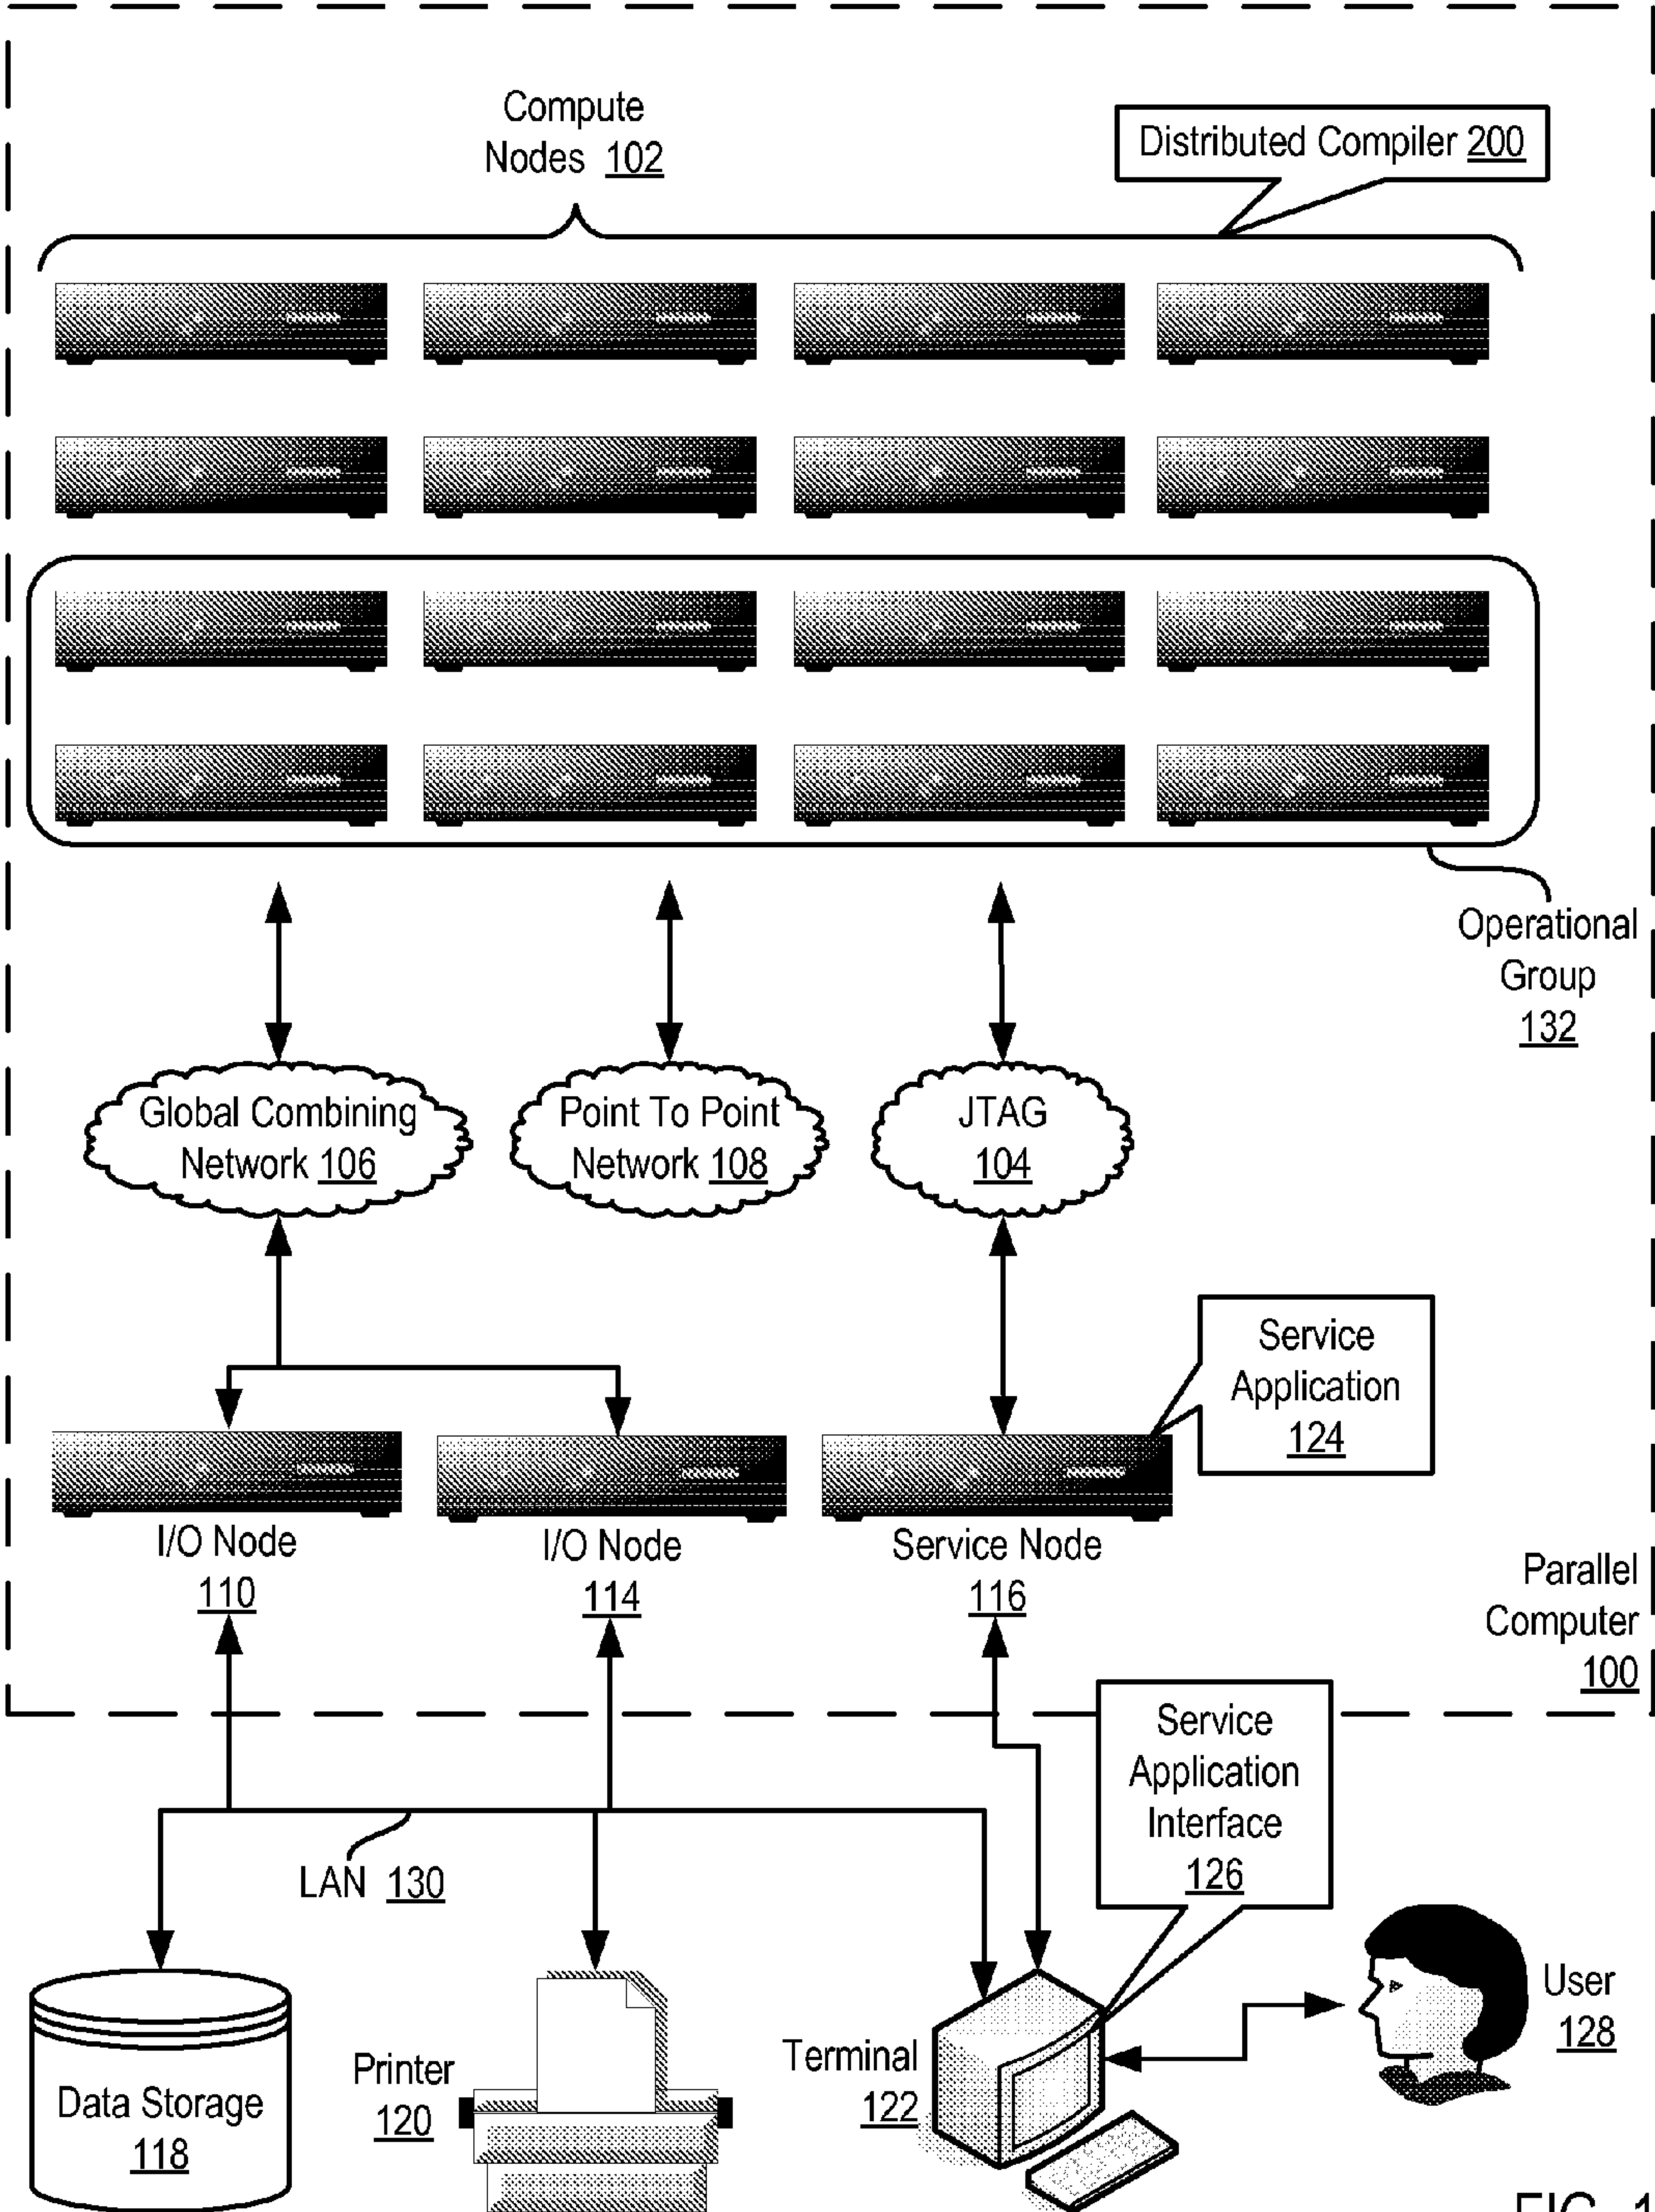 Compute
Nodes 102
Distributed Compiler 200
Operational
Group
132
Global Combining
Network 106
Point To Point
Network 108
JTAG
104
Service
Application
124
I/O Node
110
I/O Node
114
Service Node
116
Parallel
Computer
100
Service
Application
Interface
126
LAN 130
Data Storage
118
Printer
120
Terminal
122
User
128
FIG. 1